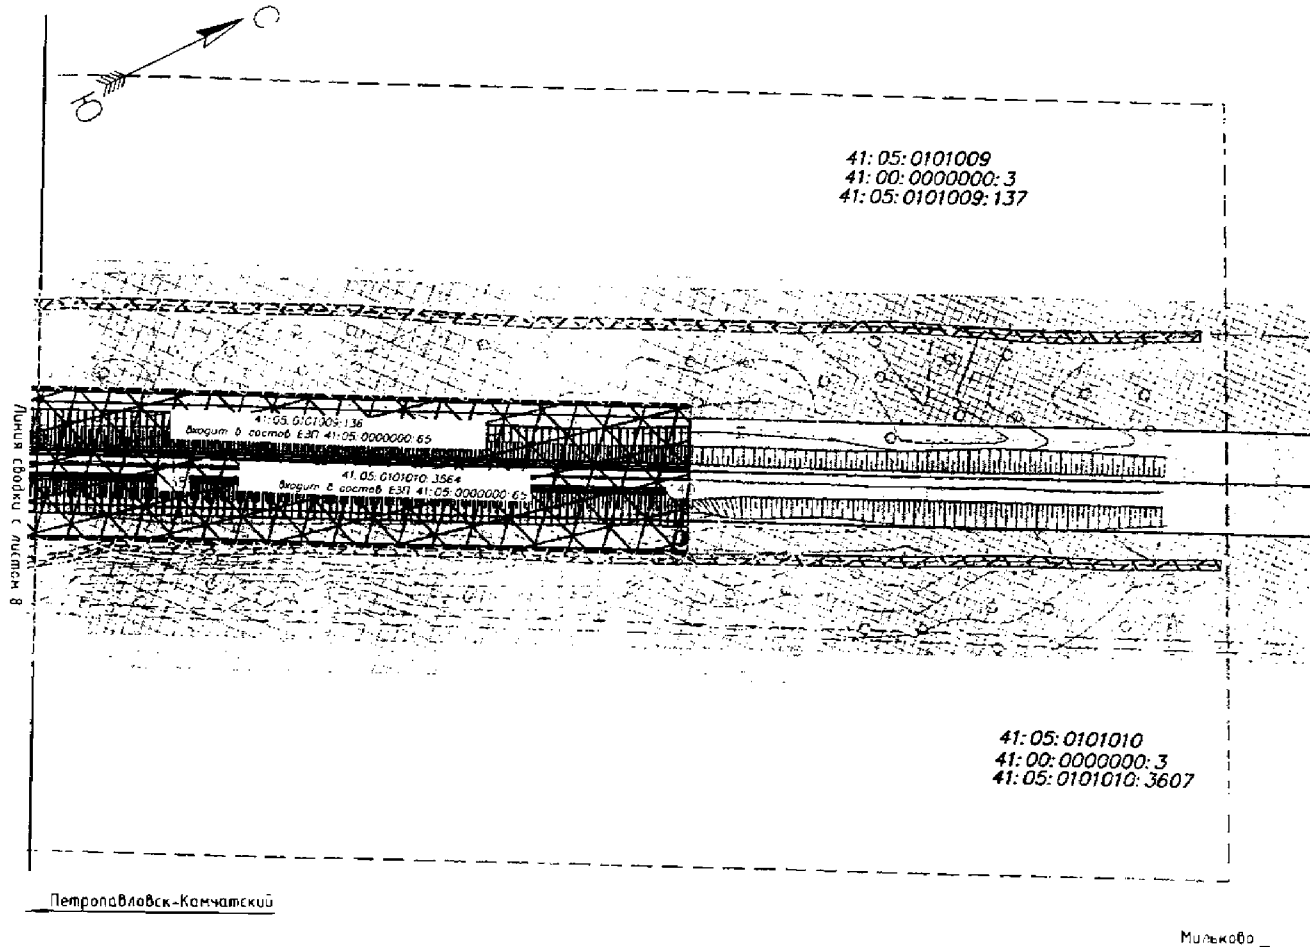 С
Ю
41:05:0101009
41:00:0000000:3
41:05:0101009:137
41:05:0101009:136
входит в состав ЕЗП 41:05:0000000:65
41:05:0101010:3564
входит в состав ЕЗП 41:05:0000000:65
Линия сводки с листом 8
41:05:0101010
41:00:0000000:3
41:05:0101010:3607
Петропавловск-Камчатский
Мильково